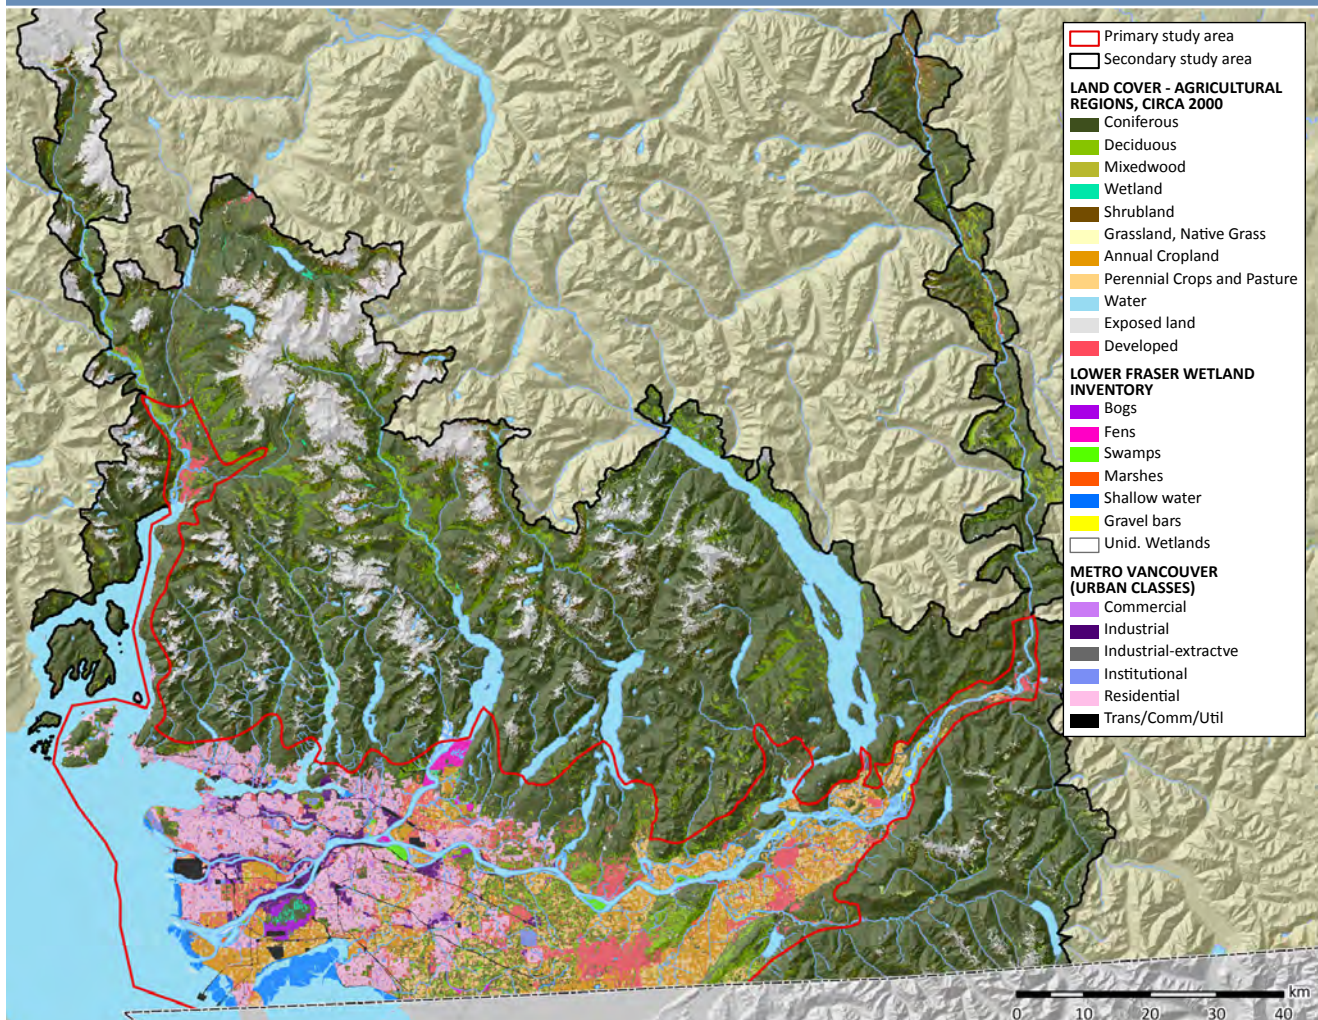 Primary study area
Secondary study area
LAND COVER - AGRICULTURAL
REGIONS, CIRCA 2000
Coniferous
Deciduous
Mixedwood
Wetland
Shrubland
Grassland, Native Grass
Annual Cropland
Perennial Crops and Pasture
Water
Exposed land
Developed
LOWER FRASER WETLAND
INVENTORY
Bogs
Fens
Swamps
Marshes
Shallow water
Gravel bars
Unid. Wetlands
METRO VANCOUVER
(URBAN CLASSES)
Commercial
Industrial
Industrial-extractve
Institutional
Residential
Trans/Comm/Util
km
0 10 20 30 40